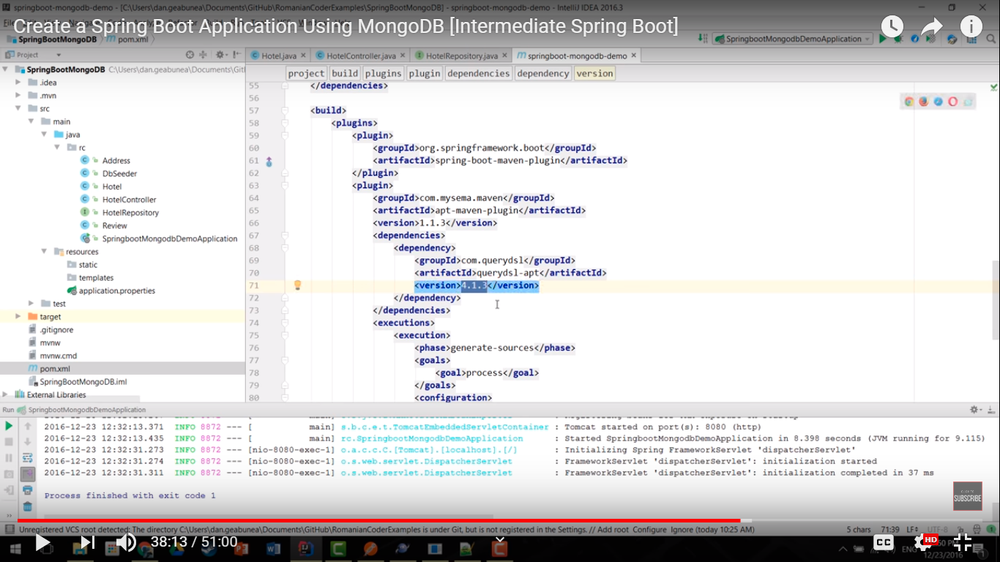 springboot-mongodb-demo - [C:\Users\dan.geabunea\Documents\GitHub\RomanianCoderExamples\SpringBootMongoDB] - springboot-mongodb-demo - IntelliJ IDEA 2016.3
Create a Spring Boot Application Using MongoDB [Intermediate Spring Boot]
SpringBootMongoDB pom.xml
SpringbootMongodbDemoApplication
Project
Hotel.java HotelController.java HotelRepository.java springboot-mongodb-demo
SpringBootMongoDB C:\Users\dan.geabunea\Documents\Git
.idea
.mvn
src
main
java
rc
Address
DbSeeder
Hotel
HotelController
HotelRepository
Review
SpringbootMongodbDemoApplication
resources
static
templates
application.properties
test
target
.gitignore
mvnw
mvnw.cmd
pom.xml
SpringBootMongoDB.iml
External Libraries
project build plugins plugin dependencies dependency version
55 </dependencies>
56
57 <build>
58 <plugins>
59 <plugin>
60 <groupId>org.springframework.boot</groupId>
61 <artifactId>spring-boot-maven-plugin</artifactId>
62 </plugin>
63 <plugin>
64 <groupId>com.mysema.maven</groupId>
65 <artifactId>apt-maven-plugin</artifactId>
66 <version>1.1.3</version>
67 <dependencies>
68 <dependency>
69 <groupId>com.querydsl</groupId>
70 <artifactId>querydsl-apt</artifactId>
71 <version>4.1.3</version>
72 </dependency>
73 </dependencies>
74 <executions>
75 <execution>
76 <phase>generate-sources</phase>
77 <goals>
78 <goal>process</goal>
79 </goals>
80 <configuration>
Run SpringbootMongodbDemoApplication
2016-12-23 12:32:13.371 INFO 8872 --- [ main] s.b.c.e.t.TomcatEmbeddedServletContainer : Tomcat started on port(s): 8080 (http)
2016-12-23 12:32:13.435 INFO 8872 --- [ main] rc.SpringbootMongodbDemoApplication : Started SpringbootMongodbDemoApplication in 8.398 seconds (JVM running for 9.115)
2016-12-23 12:32:31.273 INFO 8872 --- [nio-8080-exec-1] o.a.c.c.C.[Tomcat].[localhost].[/] : Initializing Spring FrameworkServlet 'dispatcherServlet'
2016-12-23 12:32:31.274 INFO 8872 --- [nio-8080-exec-1] o.s.web.servlet.DispatcherServlet : FrameworkServlet 'dispatcherServlet': initialization started
2016-12-23 12:32:31.311 INFO 8872 --- [nio-8080-exec-1] o.s.web.servlet.DispatcherServlet : FrameworkServlet 'dispatcherServlet': initialization completed in 37 ms
Process finished with exit code 1
SUBSCRIBE
Unregistered VCS root detected: The directory C:\Users\dan.geabunea\Documents\GitHub\RomanianCoderExamples is under Git, but is not registered in the Settings. // Add root Configure Ignore (today 10:25 AM) 5 chars 71:39 LF÷ UTF-8
38:13 / 51:00
CC HD
ENG
12/23/2016